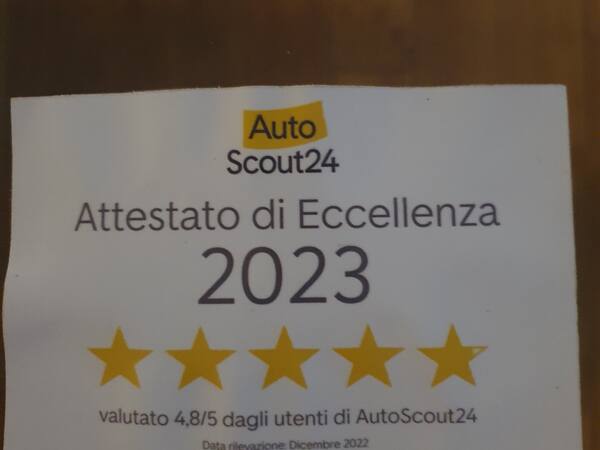 Auto
Scout24
Attestato di Eccellenza
2023
valutato 4,8/5 dagli utenti di AutoScout24
Data rilevazione: Dicembre 2022